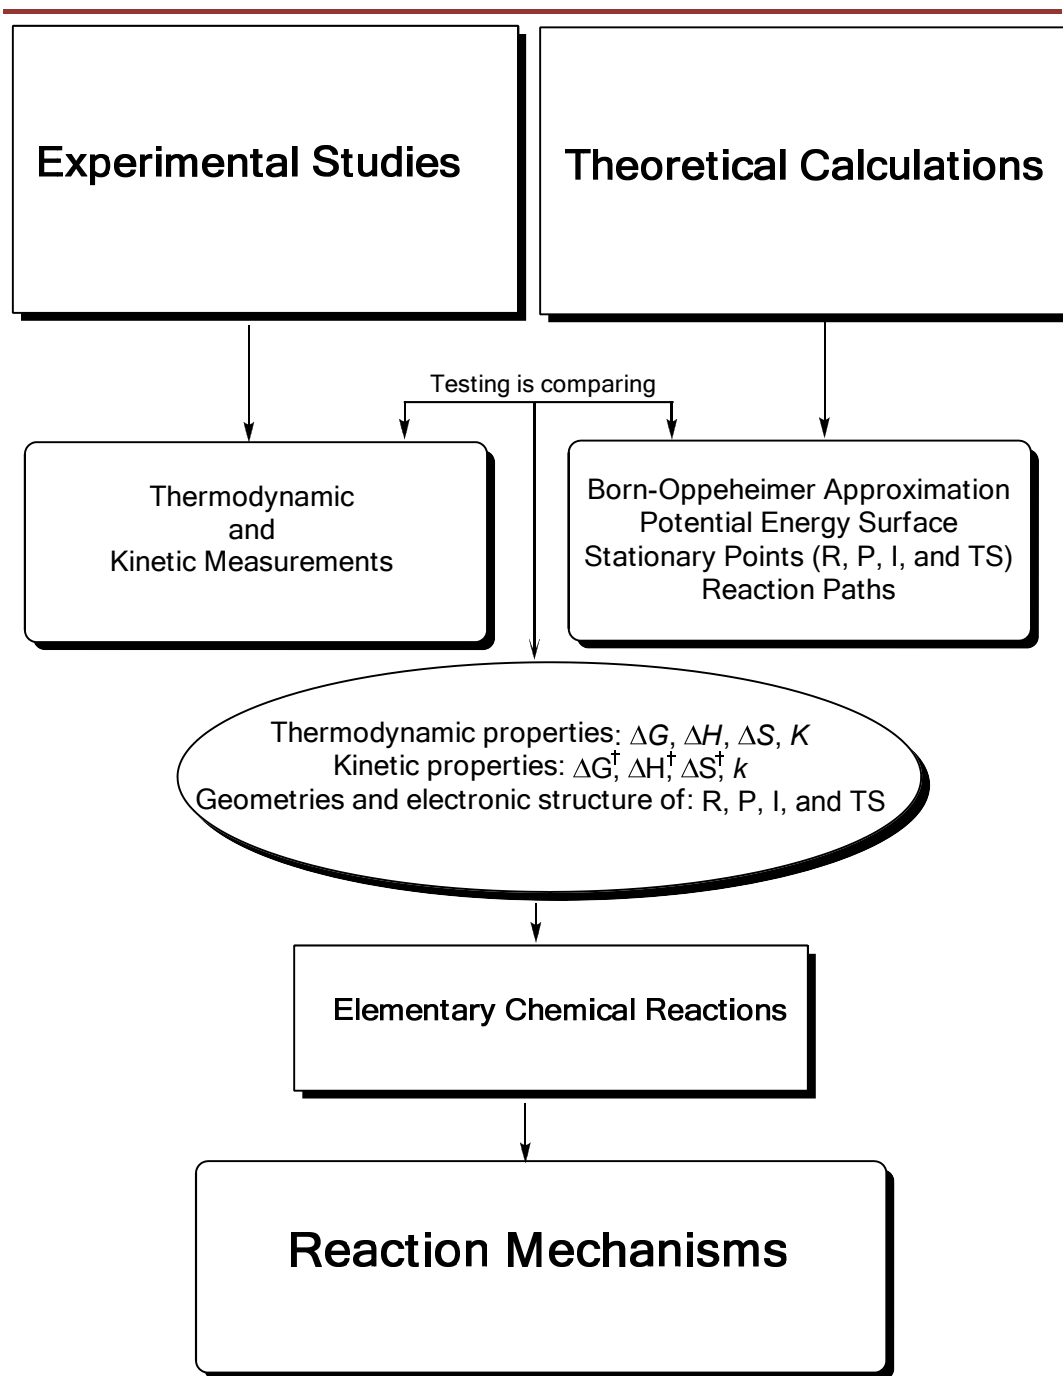 Experimental Studies
Theoretical Calculations
Testing is comparing
Thermodynamic
and
Kinetic Measurements
Born-Oppeheimer Approximation
Potential Energy Surface
Stationary Points (R, P, I, and TS)
Reaction Paths
Thermodynamic properties: ΔG, ΔH, ΔS, K
Kinetic properties: ΔG†, ΔH†, ΔS†, k
Geometries and electronic structure of: R, P, I, and TS
Elementary Chemical Reactions
Reaction Mechanisms